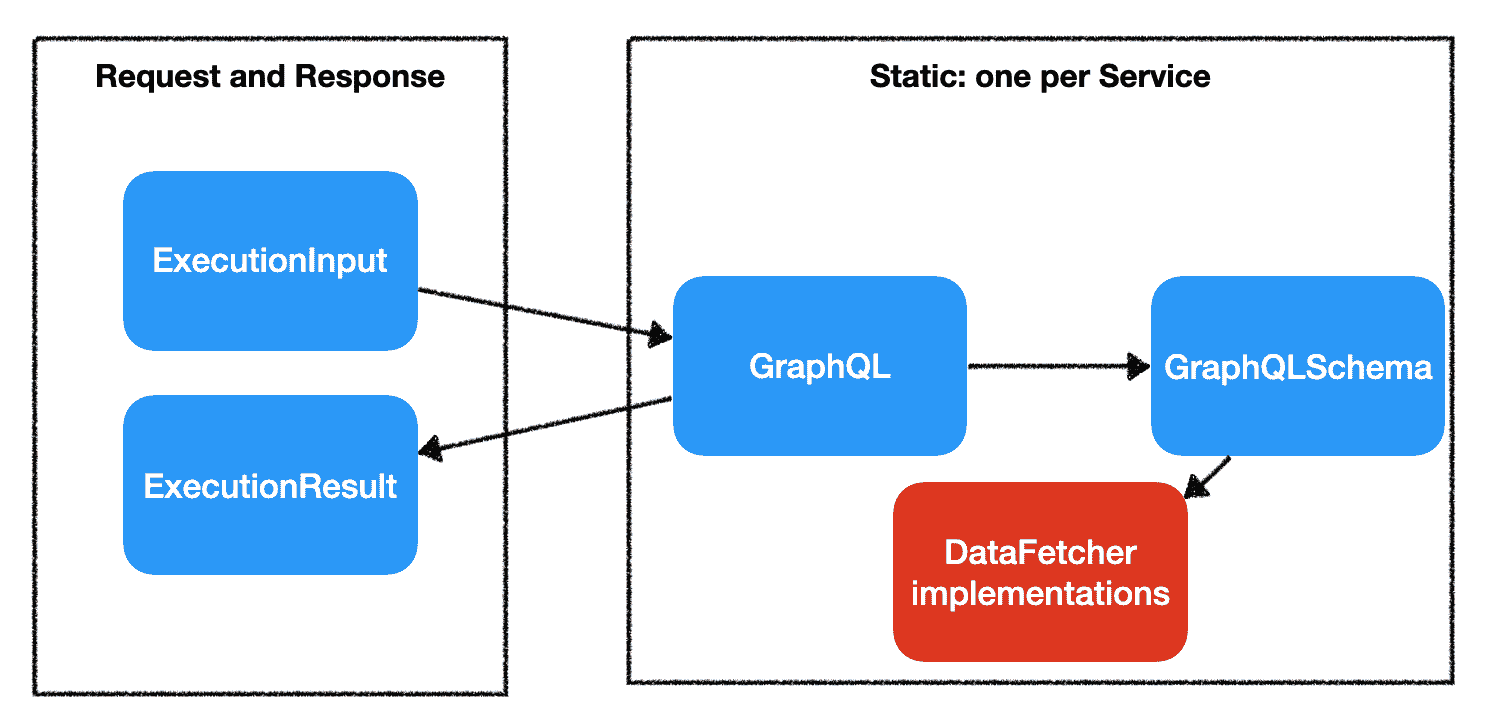 Request and Response
Static: one per Service
ExecutionInput
GraphQL
GraphQLSchema
ExecutionResult
DataFetcher
implementations